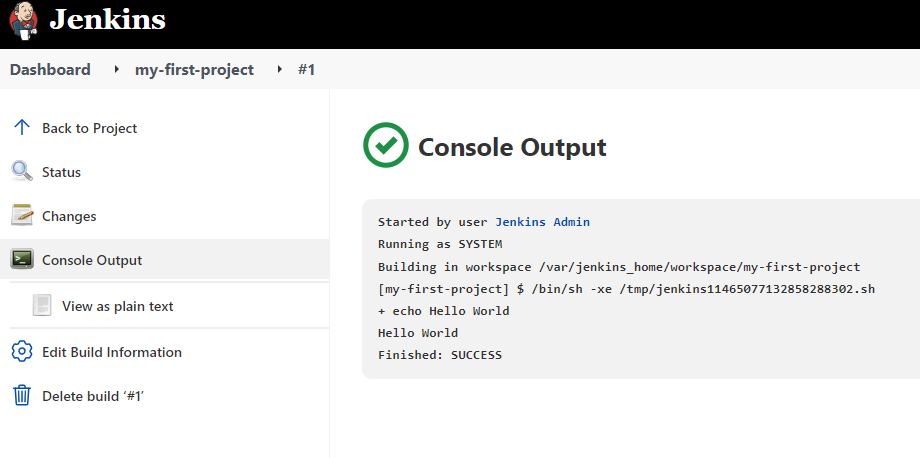 Jenkins
Dashboard
my-first-project
#1
Back to Project
Status
Changes
Console Output
View as plain text
Edit Build Information
Delete build ‘#1’
Console Output
Started by user Jenkins Admin
Running as SYSTEM
Building in workspace /var/jenkins_home/workspace/my-first-project
[my-first-project] $ /bin/sh -xe /tmp/jenkins11465077132858288302.sh
+ echo Hello World
Hello World
Finished: SUCCESS